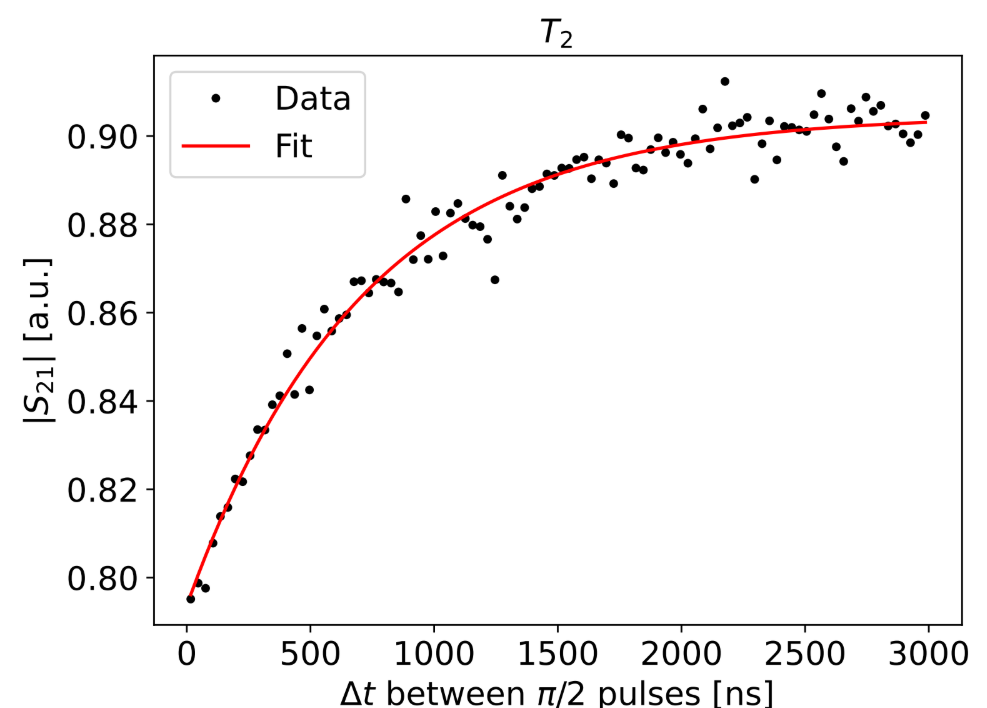 T₂
Data
Fit
0.90
0.88
0.86
0.84
0.82
0.80
|S₂₁| [a.u.]
0 500 1000 1500 2000 2500 3000
Δt between π/2 pulses [ns]